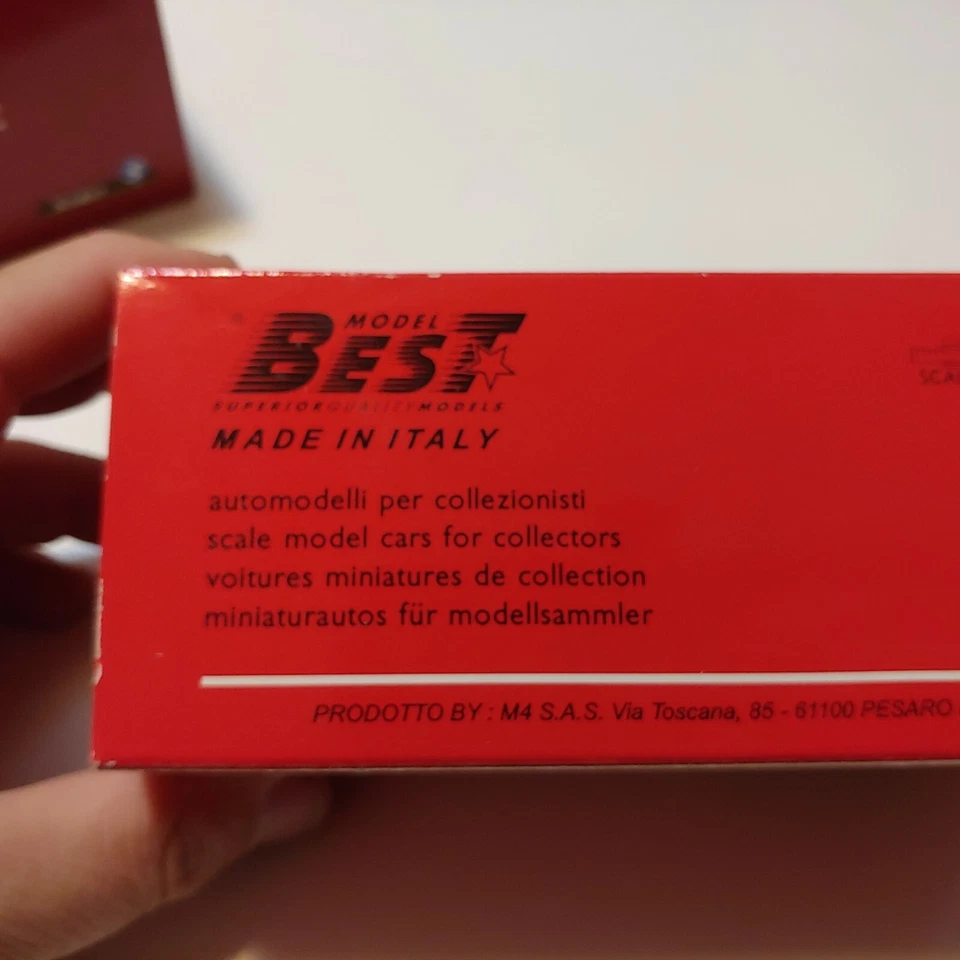 MODEL
BEST
SUPERIOR QUALITY MODELS
MADE IN ITALY
automodelli per collezionisti
scale model cars for collectors
voitures miniatures de collection
miniaturautos für modellsammler
PRODOTTO BY : M4 S.A.S. Via Toscana, 85 - 61100 PESARO